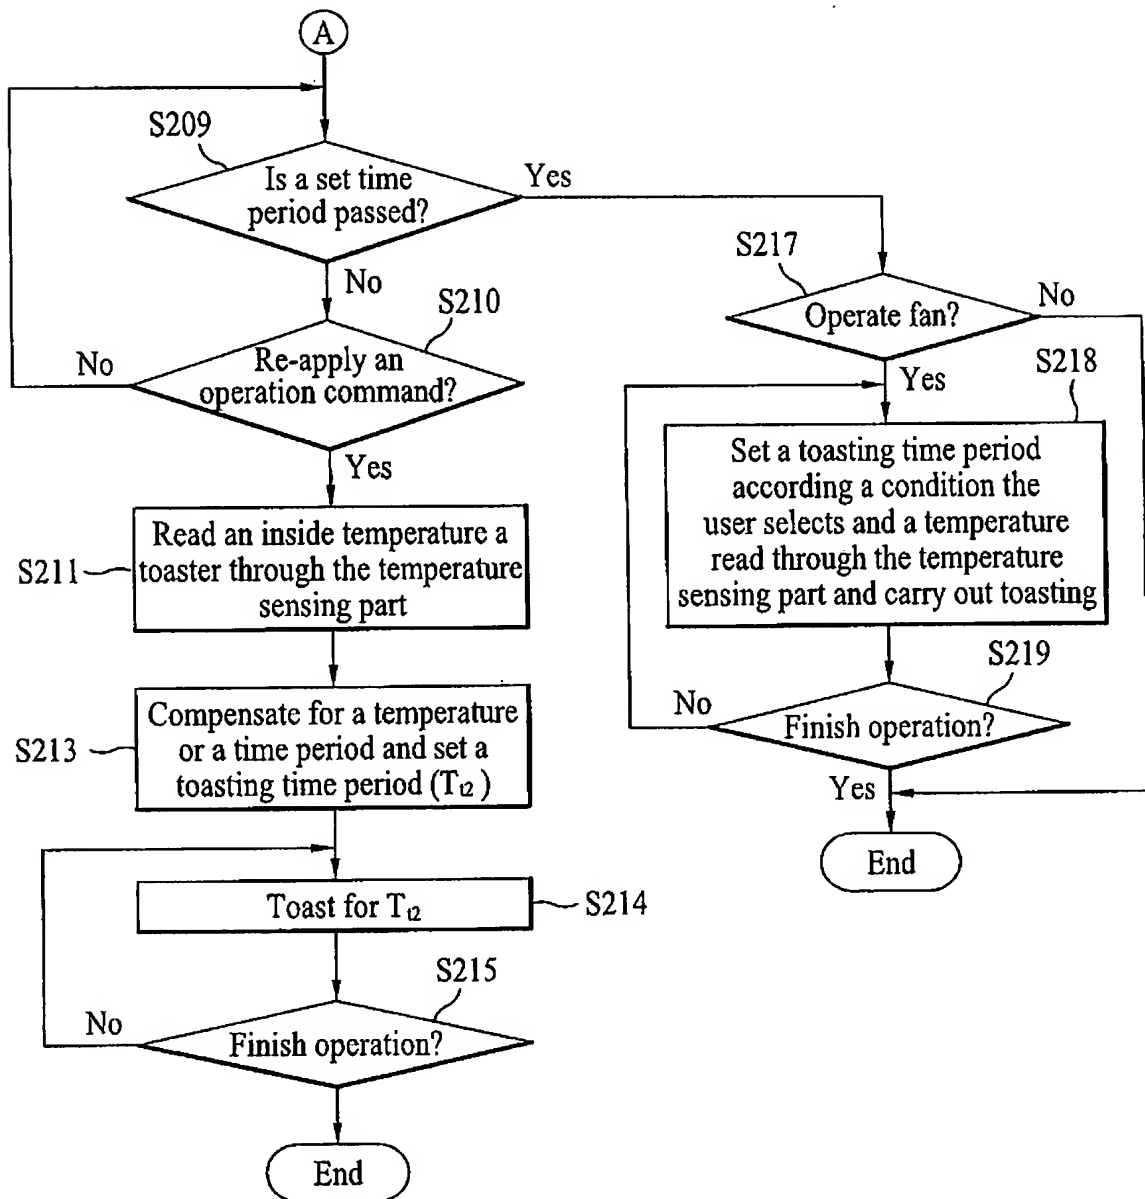 A
S209
Is a set time
period passed?
Yes
No
S210
Re-apply an
operation command?
No
Yes
S211
Read an inside temperature a
toaster through the temperature
sensing part
S213
Compensate for a temperature
or a time period and set a
toasting time period (Tt2)
Toast for Tt2
S214
S215
Finish operation?
No
End
S217
Operate fan?
No
Yes
S218
Set a toasting time period
according a condition the
user selects and a temperature
read through the temperature
sensing part and carry out toasting
S219
Finish operation?
No
Yes
End